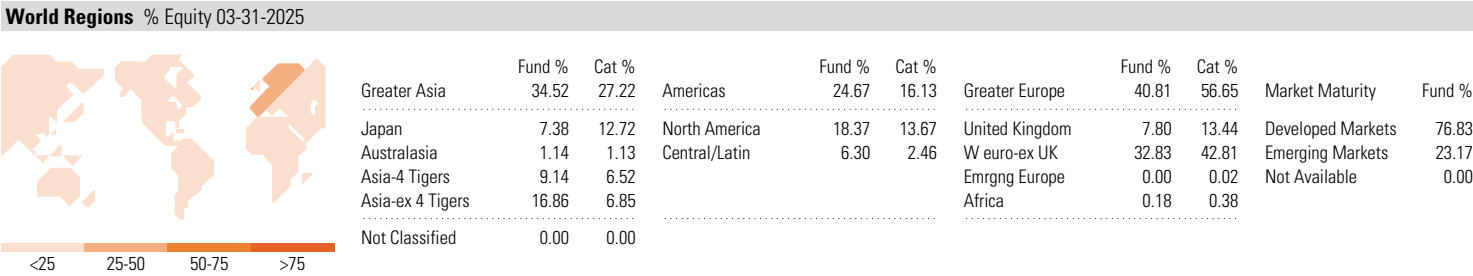 World Regions % Equity 03-31-2025
Fund % Cat % Fund % Cat % Fund % Cat %
Greater Asia 34.52 27.22 Americas 24.67 16.13 Greater Europe 40.81 56.65 Market Maturity Fund %
Japan 7.38 12.72 North America 18.37 13.67 United Kingdom 7.80 13.44 Developed Markets 76.83
Australasia 1.14 1.13 Central/Latin 6.30 2.46 W euro-ex UK 32.83 42.81 Emerging Markets 23.17
Asia-4 Tigers 9.14 6.52 Emrgng Europe 0.00 0.02 Not Available 0.00
Asia-ex 4 Tigers 16.86 6.85 Africa 0.18 0.38
Not Classified 0.00 0.00
<25 25-50 50-75 >75